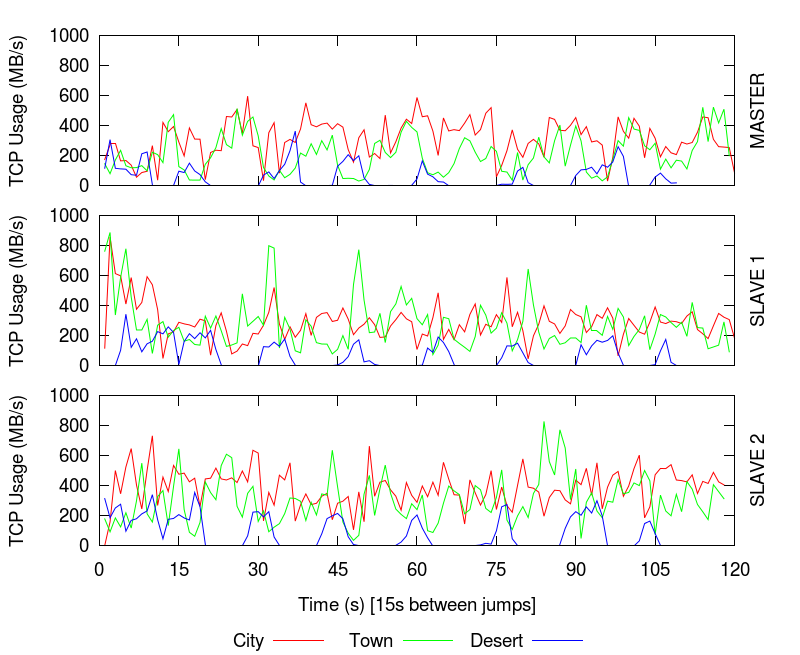 1000
800
600
400
200
0
TCP Usage (MB/s)
MASTER
1000
800
600
400
200
0
TCP Usage (MB/s)
SLAVE 1
1000
800
600
400
200
0
TCP Usage (MB/s)
SLAVE 2
0 15 30 45 60 75 90 105 120
Time (s) [15s between jumps]
City Town Desert